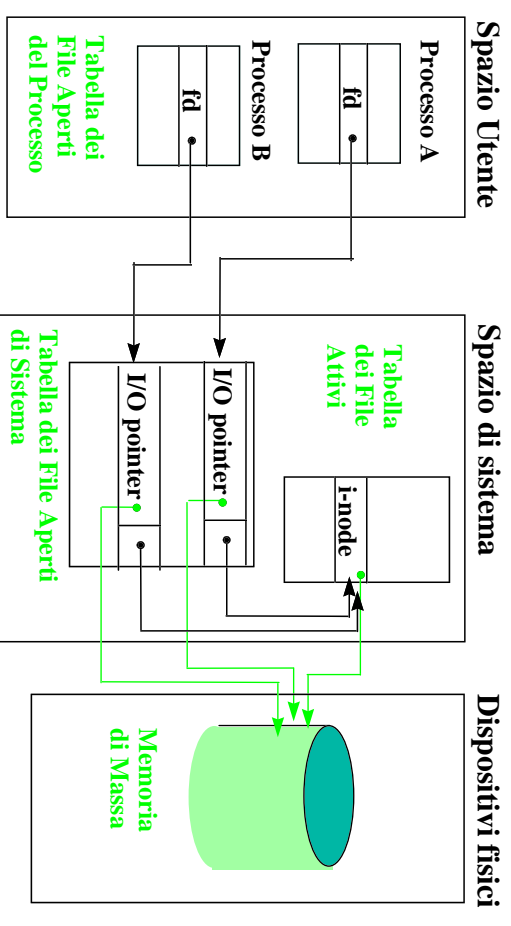 Spazio Utente
Processo A
fd
Processo B
fd
Tabella dei
File Aperti
del Processo
Spazio di sistema
Tabella
dei File
Attivi
i-node
I/O pointer
I/O pointer
Tabella dei File Aperti
di Sistema
Dispositivi fisici
Memoria
di Massa